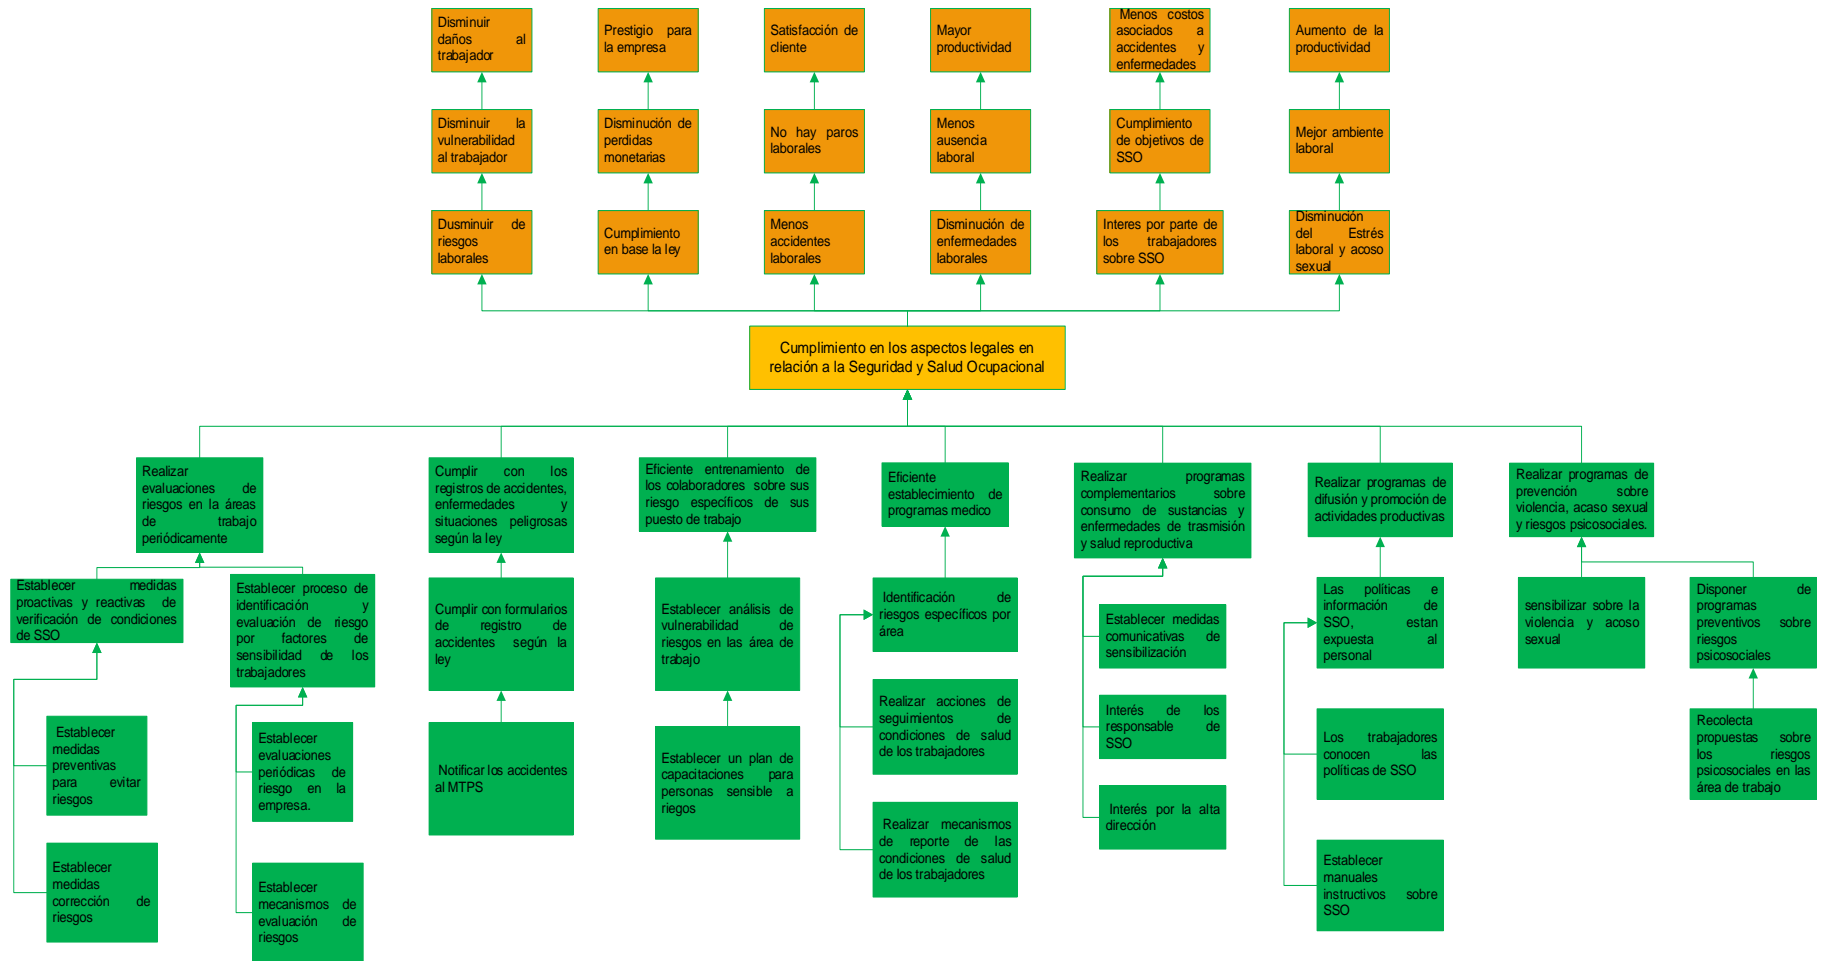 Disminuir
daños al
trabajador
Prestigio para
la empresa
Satisfacción de
cliente
Mayor
productividad
Menos costos
asociados a
accidentes y
enfermedades
Aumento de la
productividad
Disminuir la
vulnerabilidad
al trabajador
Disminución de
perdidas
monetarias
No hay paros
laborales
Menos
ausencia
laboral
Cumplimiento
de objetivos de
SSO
Mejor ambiente
laboral
Dusminuir de
riesgos
laborales
Cumplimiento
en base la ley
Menos
accidentes
laborales
Disminución de
enfermedades
laborales
Interes por parte de
los trabajadores
sobre SSO
Disminución
del Estrés
laboral y acoso
sexual
Cumplimiento en los aspectos legales en
relación a la Seguridad y Salud Ocupacional
Realizar
evaluaciones de
riesgos en la áreas
de trabajo
periódicamente
Cumplir con los
registros de accidentes,
enfermedades y
situaciones peligrosas
según la ley
Eficiente entrenamiento de
los colaboradores sobre sus
riesgo específicos de sus
puesto de trabajo
Eficiente
establecimiento de
programas medico
Realizar programas
complementarios sobre
consumo de sustancias y
enfermedades de trasmisión
y salud reproductiva
Realizar programas de
difusión y promoción de
actividades productivas
Realizar programas de
prevención sobre
violencia, acaso sexual
y riesgos psicosociales.
Establecer medidas
proactivas y reactivas de
verificación de condiciones
de SSO
Establecer proceso de
identificación y
evaluación de riesgo
por factores de
sensibilidad de los
trabajadores
Cumplir con formularios
de registro de
accidentes según la
ley
Establecer análisis de
vulnerabilidad de
riesgos en las área de
trabajo
Identificación de
riesgos específicos por
área
Establecer medidas
comunicativas de
sensibilización
Las políticas e
información de
SSO, estan
expuesta al
personal
sensibilizar sobre la
violencia y acoso
sexual
Disponer de
programas
preventivos sobre
riesgos
psicosociales
Establecer
medidas
preventivas
para evitar
riesgos
Establecer
evaluaciones
periódicas de
riesgo en la
empresa.
Notificar los accidentes
al MTPS
Establecer un plan de
capacitaciones para
personas sensible a
riegos
Realizar acciones de
seguimientos de
condiciones de salud
de los trabajadores
Interés de los
responsable de
SSO
Los trabajadores
conocen las
políticas de SSO
Recolecta
propuestas sobre
los riesgos
psicosociales en las
área de trabajo
Establecer
medidas
corrección de
riesgos
Establecer
mecanismos de
evaluación de
riesgos
Realizar mecanismos
de reporte de las
condiciones de salud
de los trabajadores
Interés por la alta
dirección
Establecer
manuales
instructivos sobre
SSO